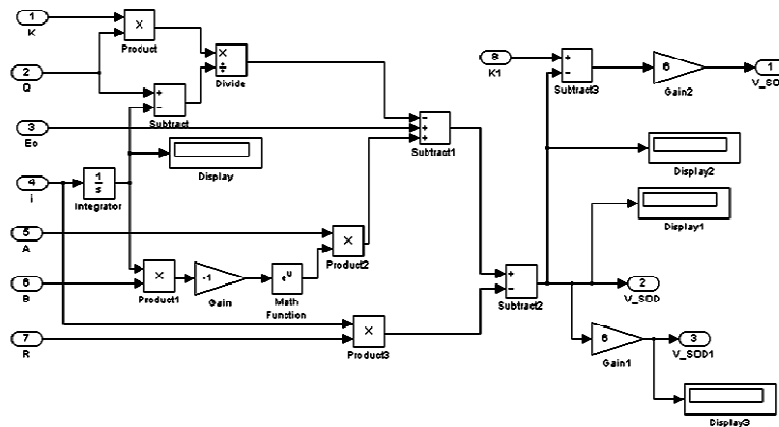 1
K
2
Q
3
Eo
4
i
5
A
6
B
7
R
×
Product
+
−
Subtract
×
÷
Divide
Display
1
s
Integrator
×
Product1
-1
Gain
e^u
Math
Function
×
Product2
×
Product3
−
+
+
Subtract1
+
−
Subtract2
8
K1
+
−
Subtract3
6
Gain2
1
Display2
Display1
2
V_SOD
6
Gain1
3
V_SOD1
Display3